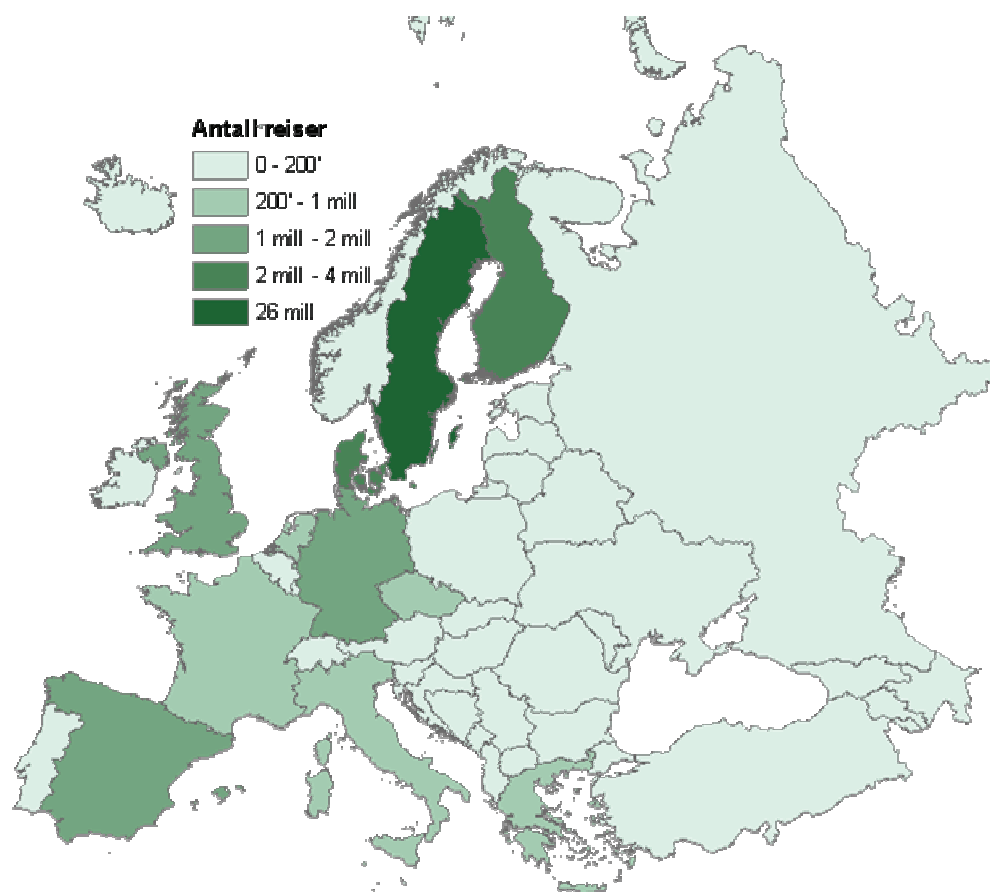 Antall reiser
0 - 200'
200' - 1 mill
1 mill - 2 mill
2 mill - 4 mill
26 mill